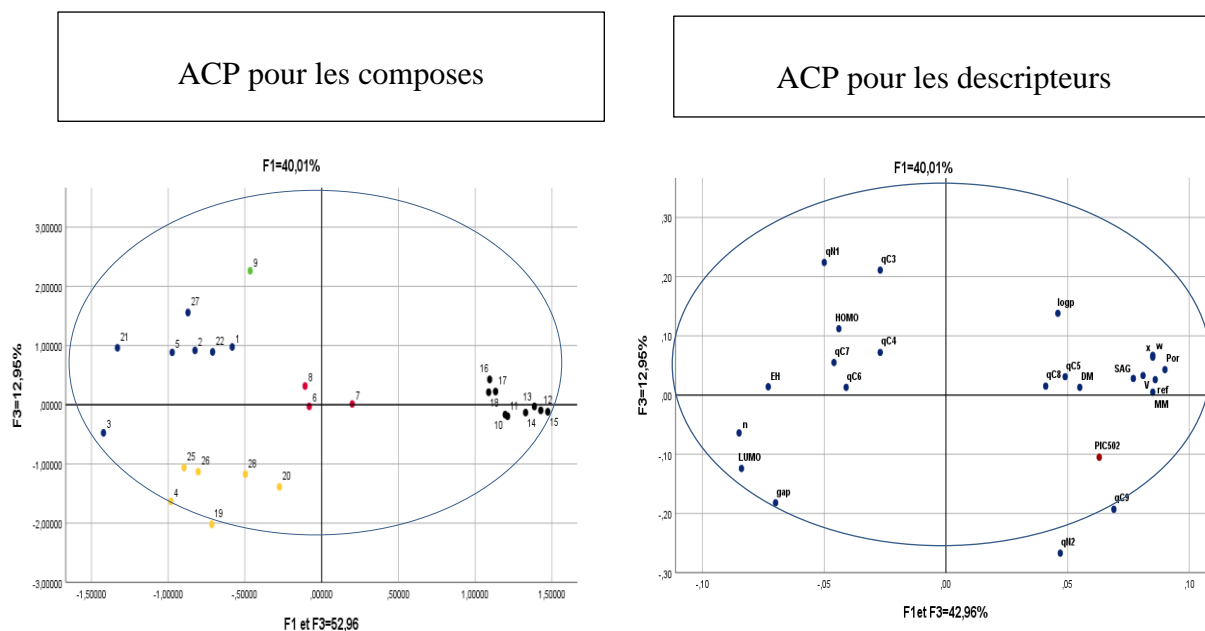 ACP pour les composes
ACP pour les descripteurs
F1=40,01%
F3=12,95%
3,00000
2,00000
1,00000
,00000
-1,00000
-2,00000
-3,00000
9
27
21
5
2
22
1
8
6
7
16
17
18
13
12
11
10
14
15
3
25
26
28
20
4
19
-1,50000
-1,00000
-,50000
,00000
,50000
1,00000
1,50000
F1 et F3=52,96
F1=40,01%
F3=12,95%
,30
,20
,10
,00
-,10
-,20
-,30
qN1
qC3
logp
HOMO
qC4
x
w
qC7
Por
qC5
SAG
EH
qC6
qC8
DM
V
ref
MM
n
LUMO
PIC502
gap
qC9
qN2
-,10
-,05
,00
,05
,10
F1et F3=42,96%